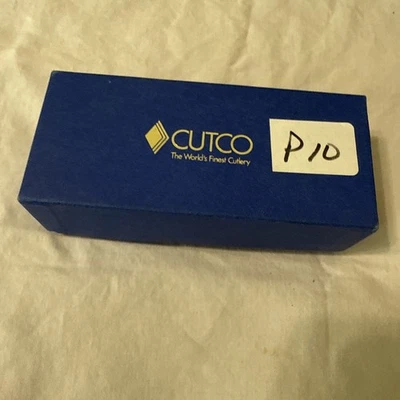 CUTCO
The World's Finest Cutlery
P10